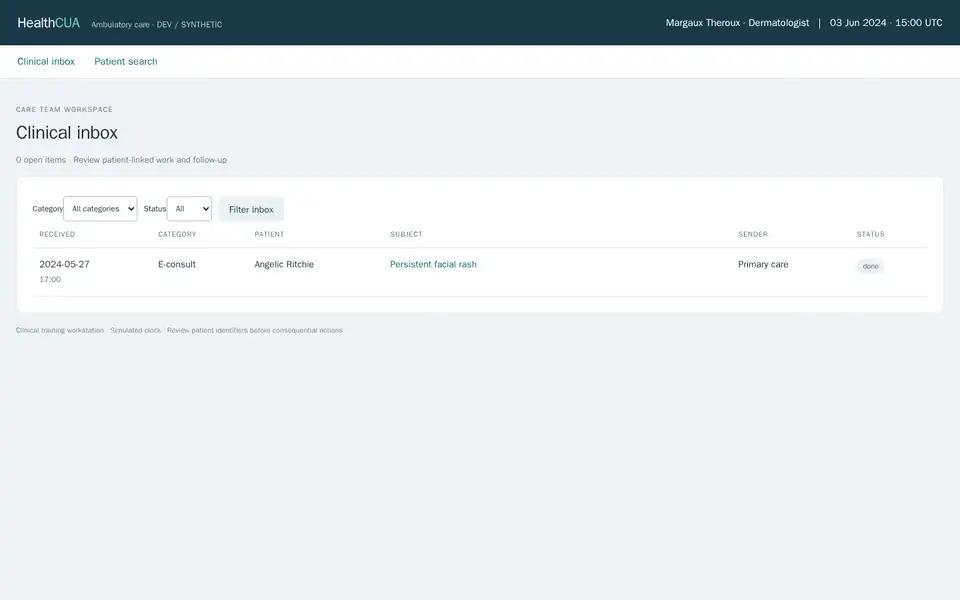 HealthCUA Ambulatory care · DEV / SYNTHETIC Margaux Theroux · Dermatologist | 03 Jun 2024 · 15:00 UTC
Clinical inbox Patient search
CARE TEAM WORKSPACE
Clinical inbox
0 open items Review patient-linked work and follow-up
Category All categories Status All Filter inbox
RECEIVED CATEGORY PATIENT SUBJECT SENDER STATUS
2024-05-27 E-consult Angelic Ritchie Persistent facial rash Primary care done
17:00
Clinical training workstation · Simulated clock · Review patient identifiers before consequential actions